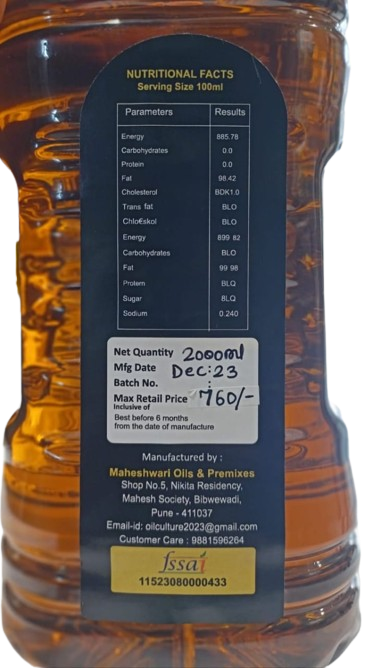 NUTRITIONAL FACTS
Serving Size 100ml
Parameters Results
Energy 885.78
Carbohydrates 0.0
Protein 0.0
Fat 98.42
Cholesterol BDK1.0
Trans fat BLO
Chlo€skol BLO
Energy 899 82
Carbohydrates BLO
Fat 99 98
Protem BLQ
Sugar 8LQ
Sodium 0.240
Net Quantity 2000ml
Mfg Date Dec:23
Batch No. :
Max Retail Price 760/-
Inclusive of
Best before 6 months
from the date of manufacture
Manufactured by :
Maheshwari Oils & Premixes
Shop No.5, Nikita Residency,
Mahesh Society, Bibwewadi,
Pune - 411037
Email-id: oilculture2023@gmail.com
Customer Care : 9881596264
fssai
11523080000433